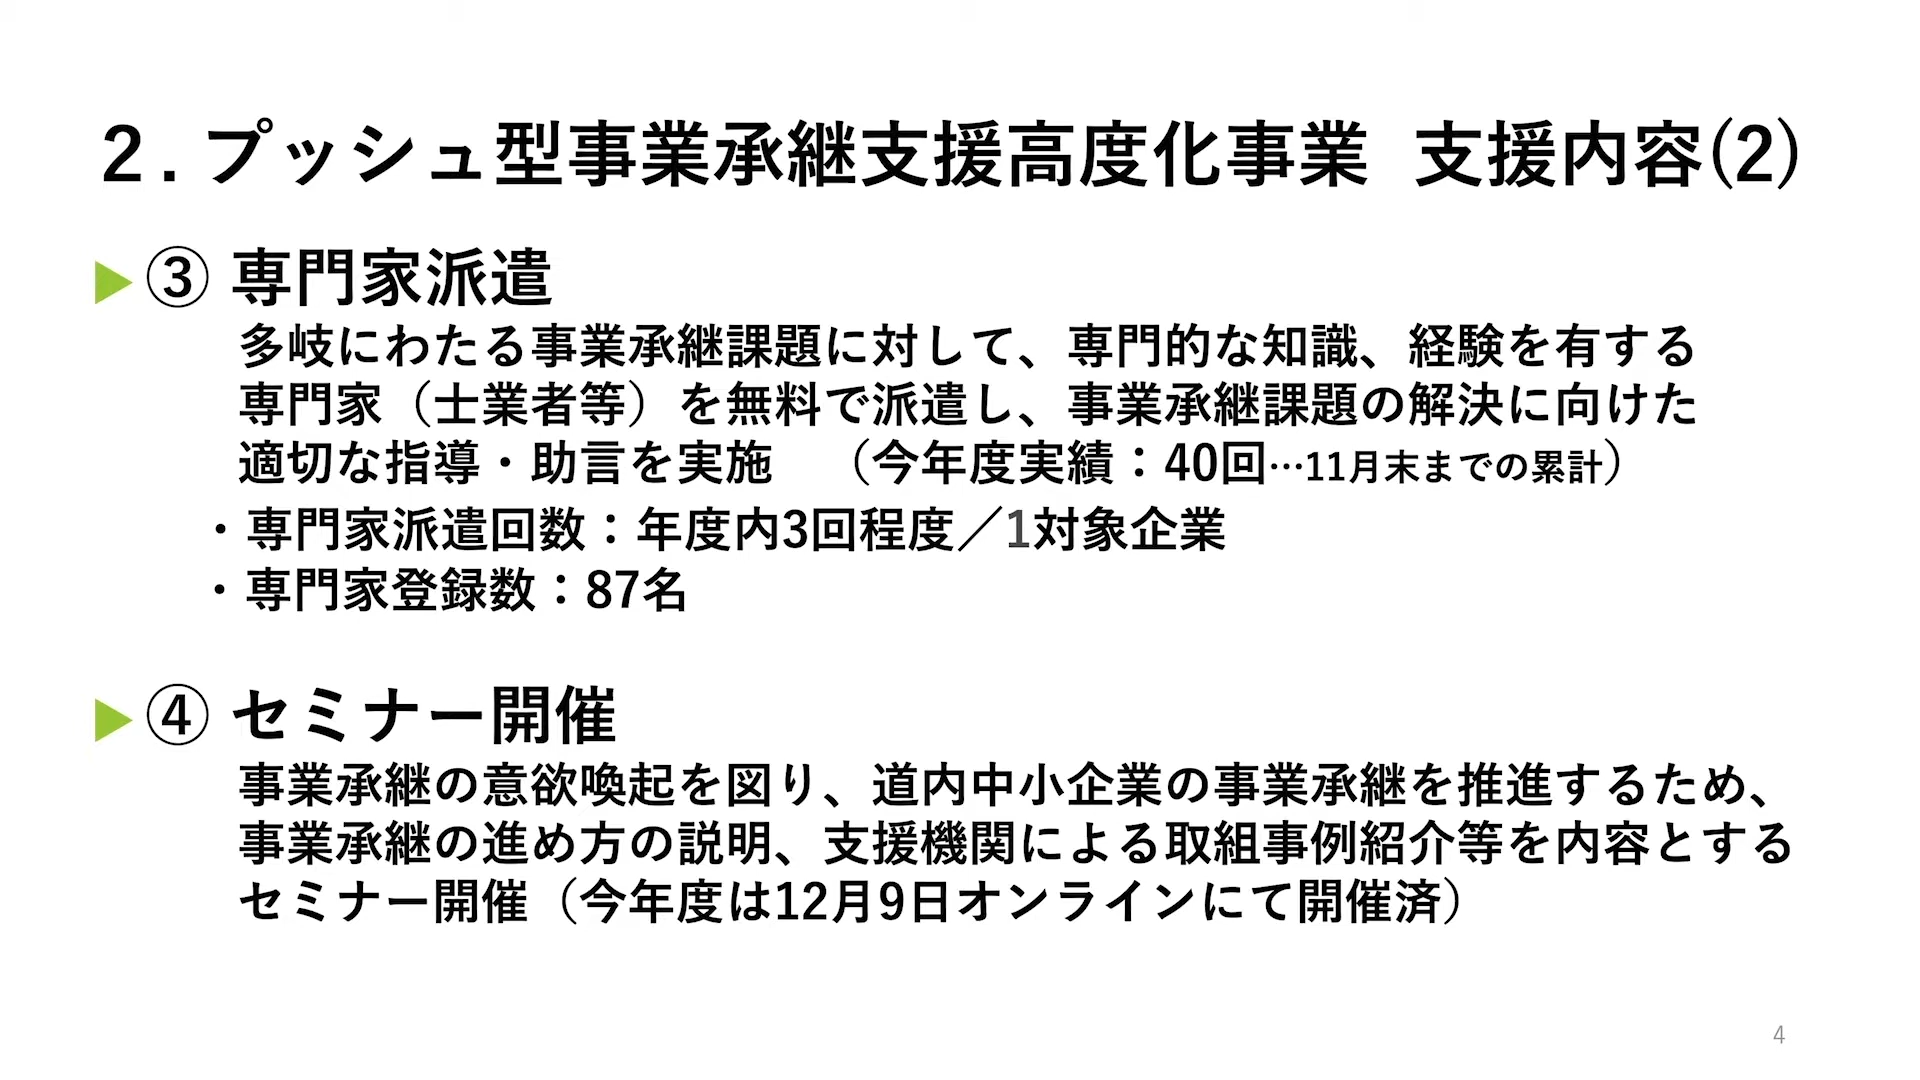 2．プッシュ型事業承継支援高度化事業 支援内容(2)
▶③ 専門家派遣
多岐にわたる事業承継課題に対して、専門的な知識、経験を有する
専門家（士業者等）を無料で派遣し、事業承継課題の解決に向けた
適切な指導・助言を実施　（今年度実績：40回…11月末までの累計）
・専門家派遣回数：年度内3回程度／1対象企業
・専門家登録数：87名
▶④ セミナー開催
事業承継の意欲喚起を図り、道内中小企業の事業承継を推進するため、
事業承継の進め方の説明、支援機関による取組事例紹介等を内容とする
セミナー開催（今年度は12月9日オンラインにて開催済）
4